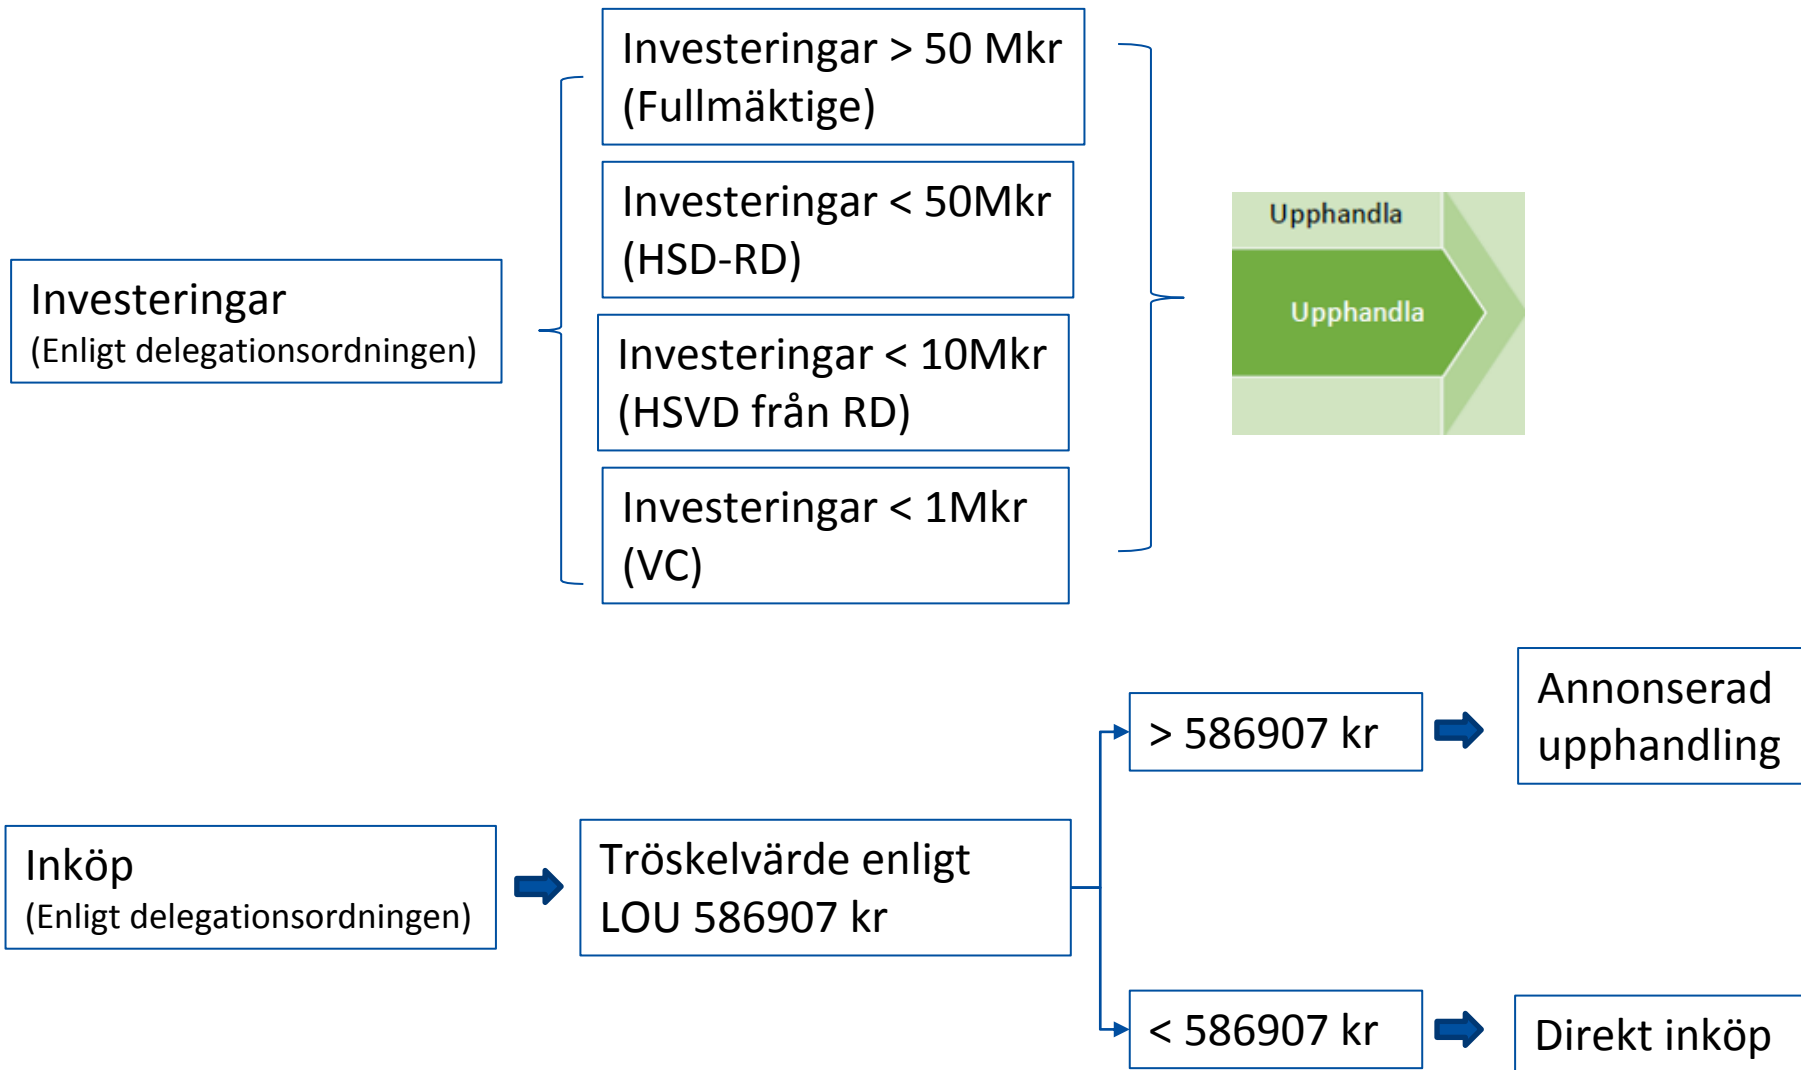 Investeringar
(Enligt delegationsordningen)
Investeringar > 50 Mkr
(Fullmäktige)
Investeringar < 50Mkr
(HSD-RD)
Investeringar < 10Mkr
(HSVD från RD)
Investeringar < 1Mkr
(VC)
Upphandla
Upphandla
Inköp
(Enligt delegationsordningen)
Tröskelvärde enligt
LOU 586907 kr
> 586907 kr
Annonserad
upphandling
< 586907 kr
Direkt inköp